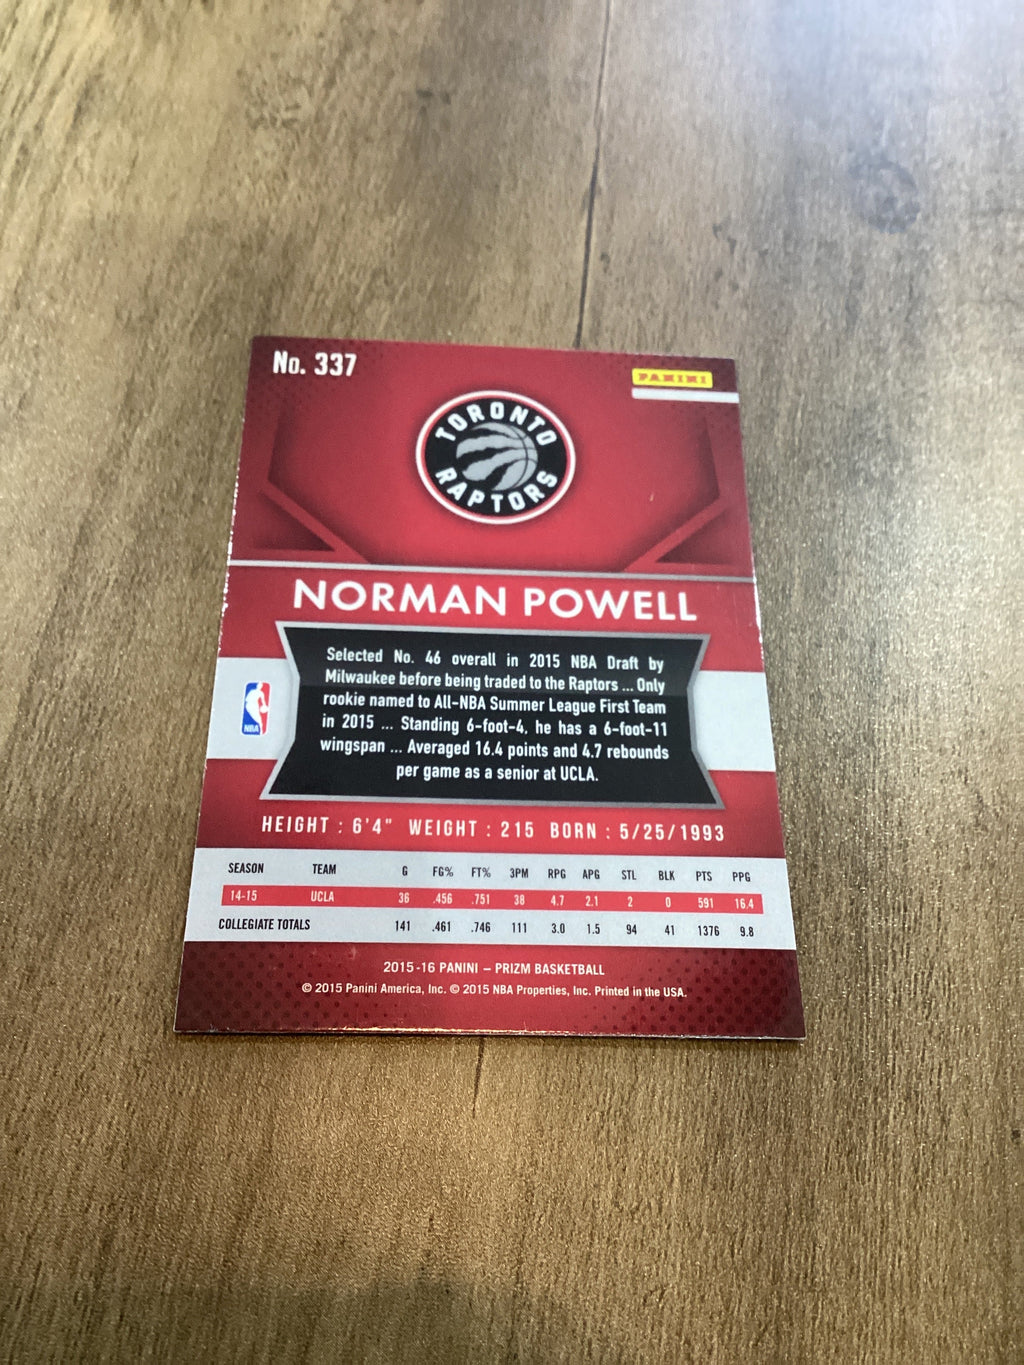 No. 337
PANINI
TORONTO
RAPTORS
NORMAN POWELL
Selected No. 46 overall in 2015 NBA Draft by
Milwaukee before being traded to the Raptors ... Only
rookie named to All-NBA Summer League First Team
in 2015 ... Standing 6-foot-4, he has a 6-foot-11
wingspan ... Averaged 16.4 points and 4.7 rebounds
per game as a senior at UCLA.
NBA
HEIGHT : 6'4" WEIGHT : 215 BORN : 5/25/1993
SEASON TEAM G FG% FT% 3PM RPG APG STL BLK PTS PPG
14-15 UCLA 36 .456 .751 38 4.7 2.1 2 0 591 16.4
COLLEGIATE TOTALS 141 .461 .746 111 3.0 1.5 94 41 1376 9.8
2015-16 PANINI – PRIZM BASKETBALL
© 2015 Panini America, Inc. © 2015 NBA Properties, Inc. Printed in the USA.